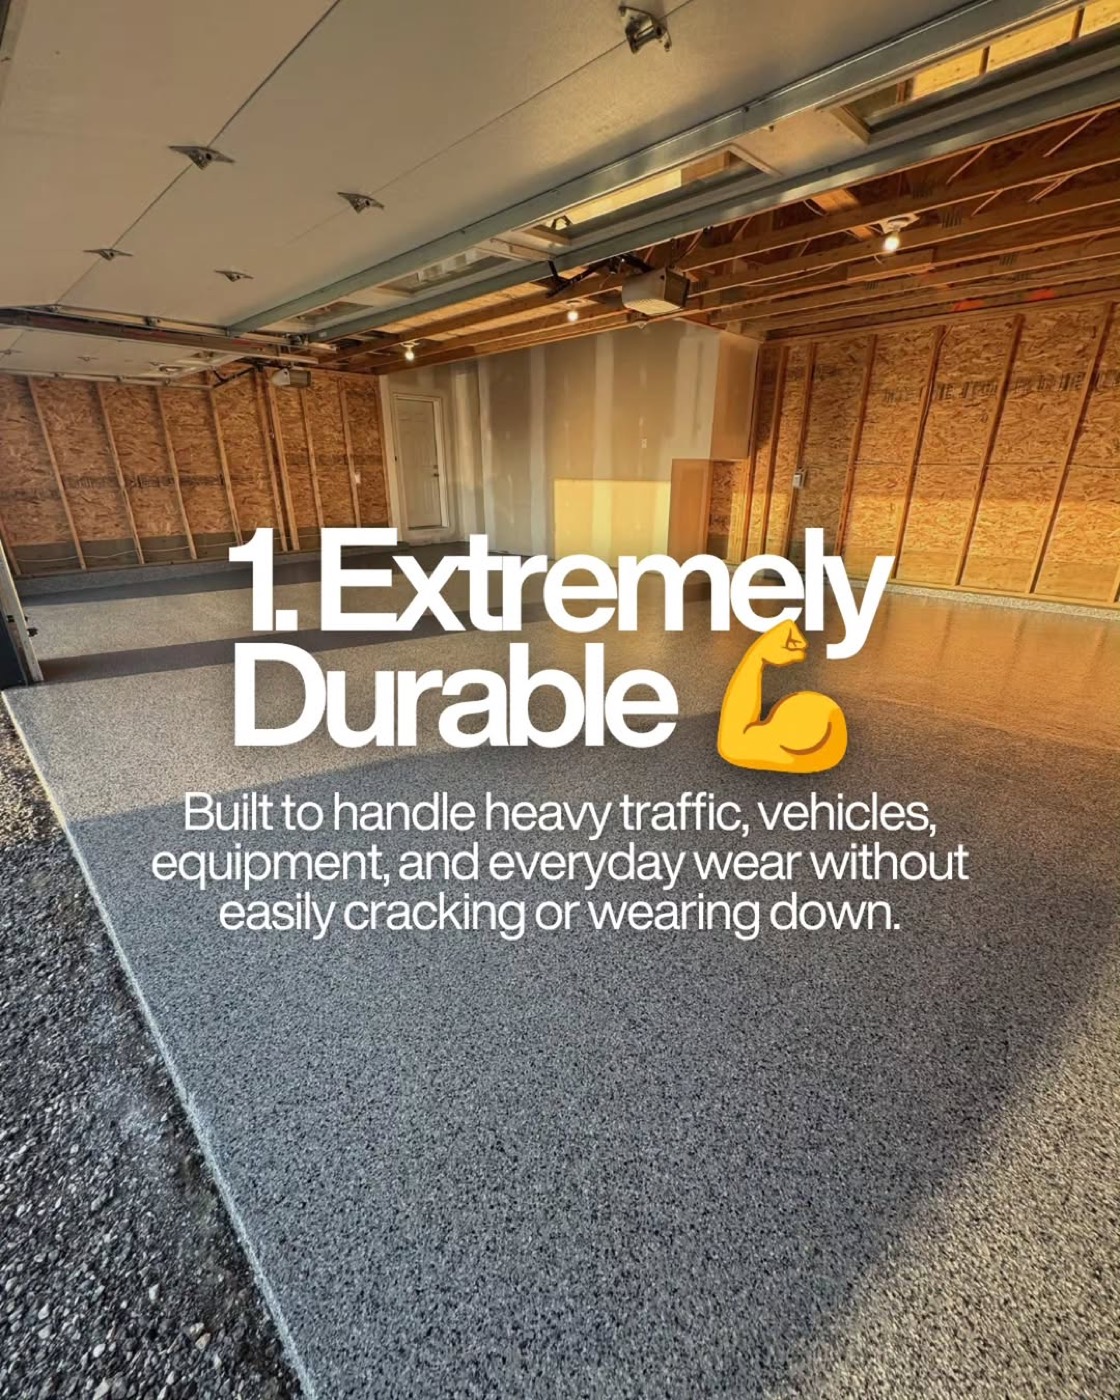 1. Extremely
Durable 💪
Built to handle heavy traffic, vehicles,
equipment, and everyday wear without
easily cracking or wearing down.